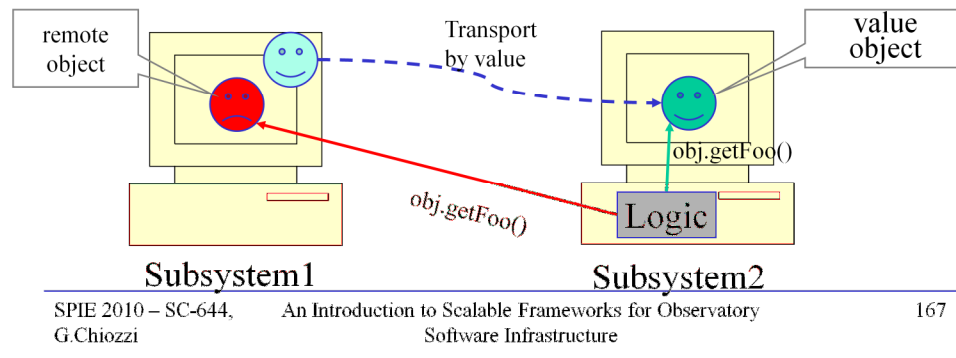 remote
object
Transport
by value
value
object
obj.getFoo()
obj.getFoo()
Logic
Subsystem1
Subsystem2
SPIE 2010 – SC-644,
G.Chiozzi
An Introduction to Scalable Frameworks for Observatory
Software Infrastructure
167